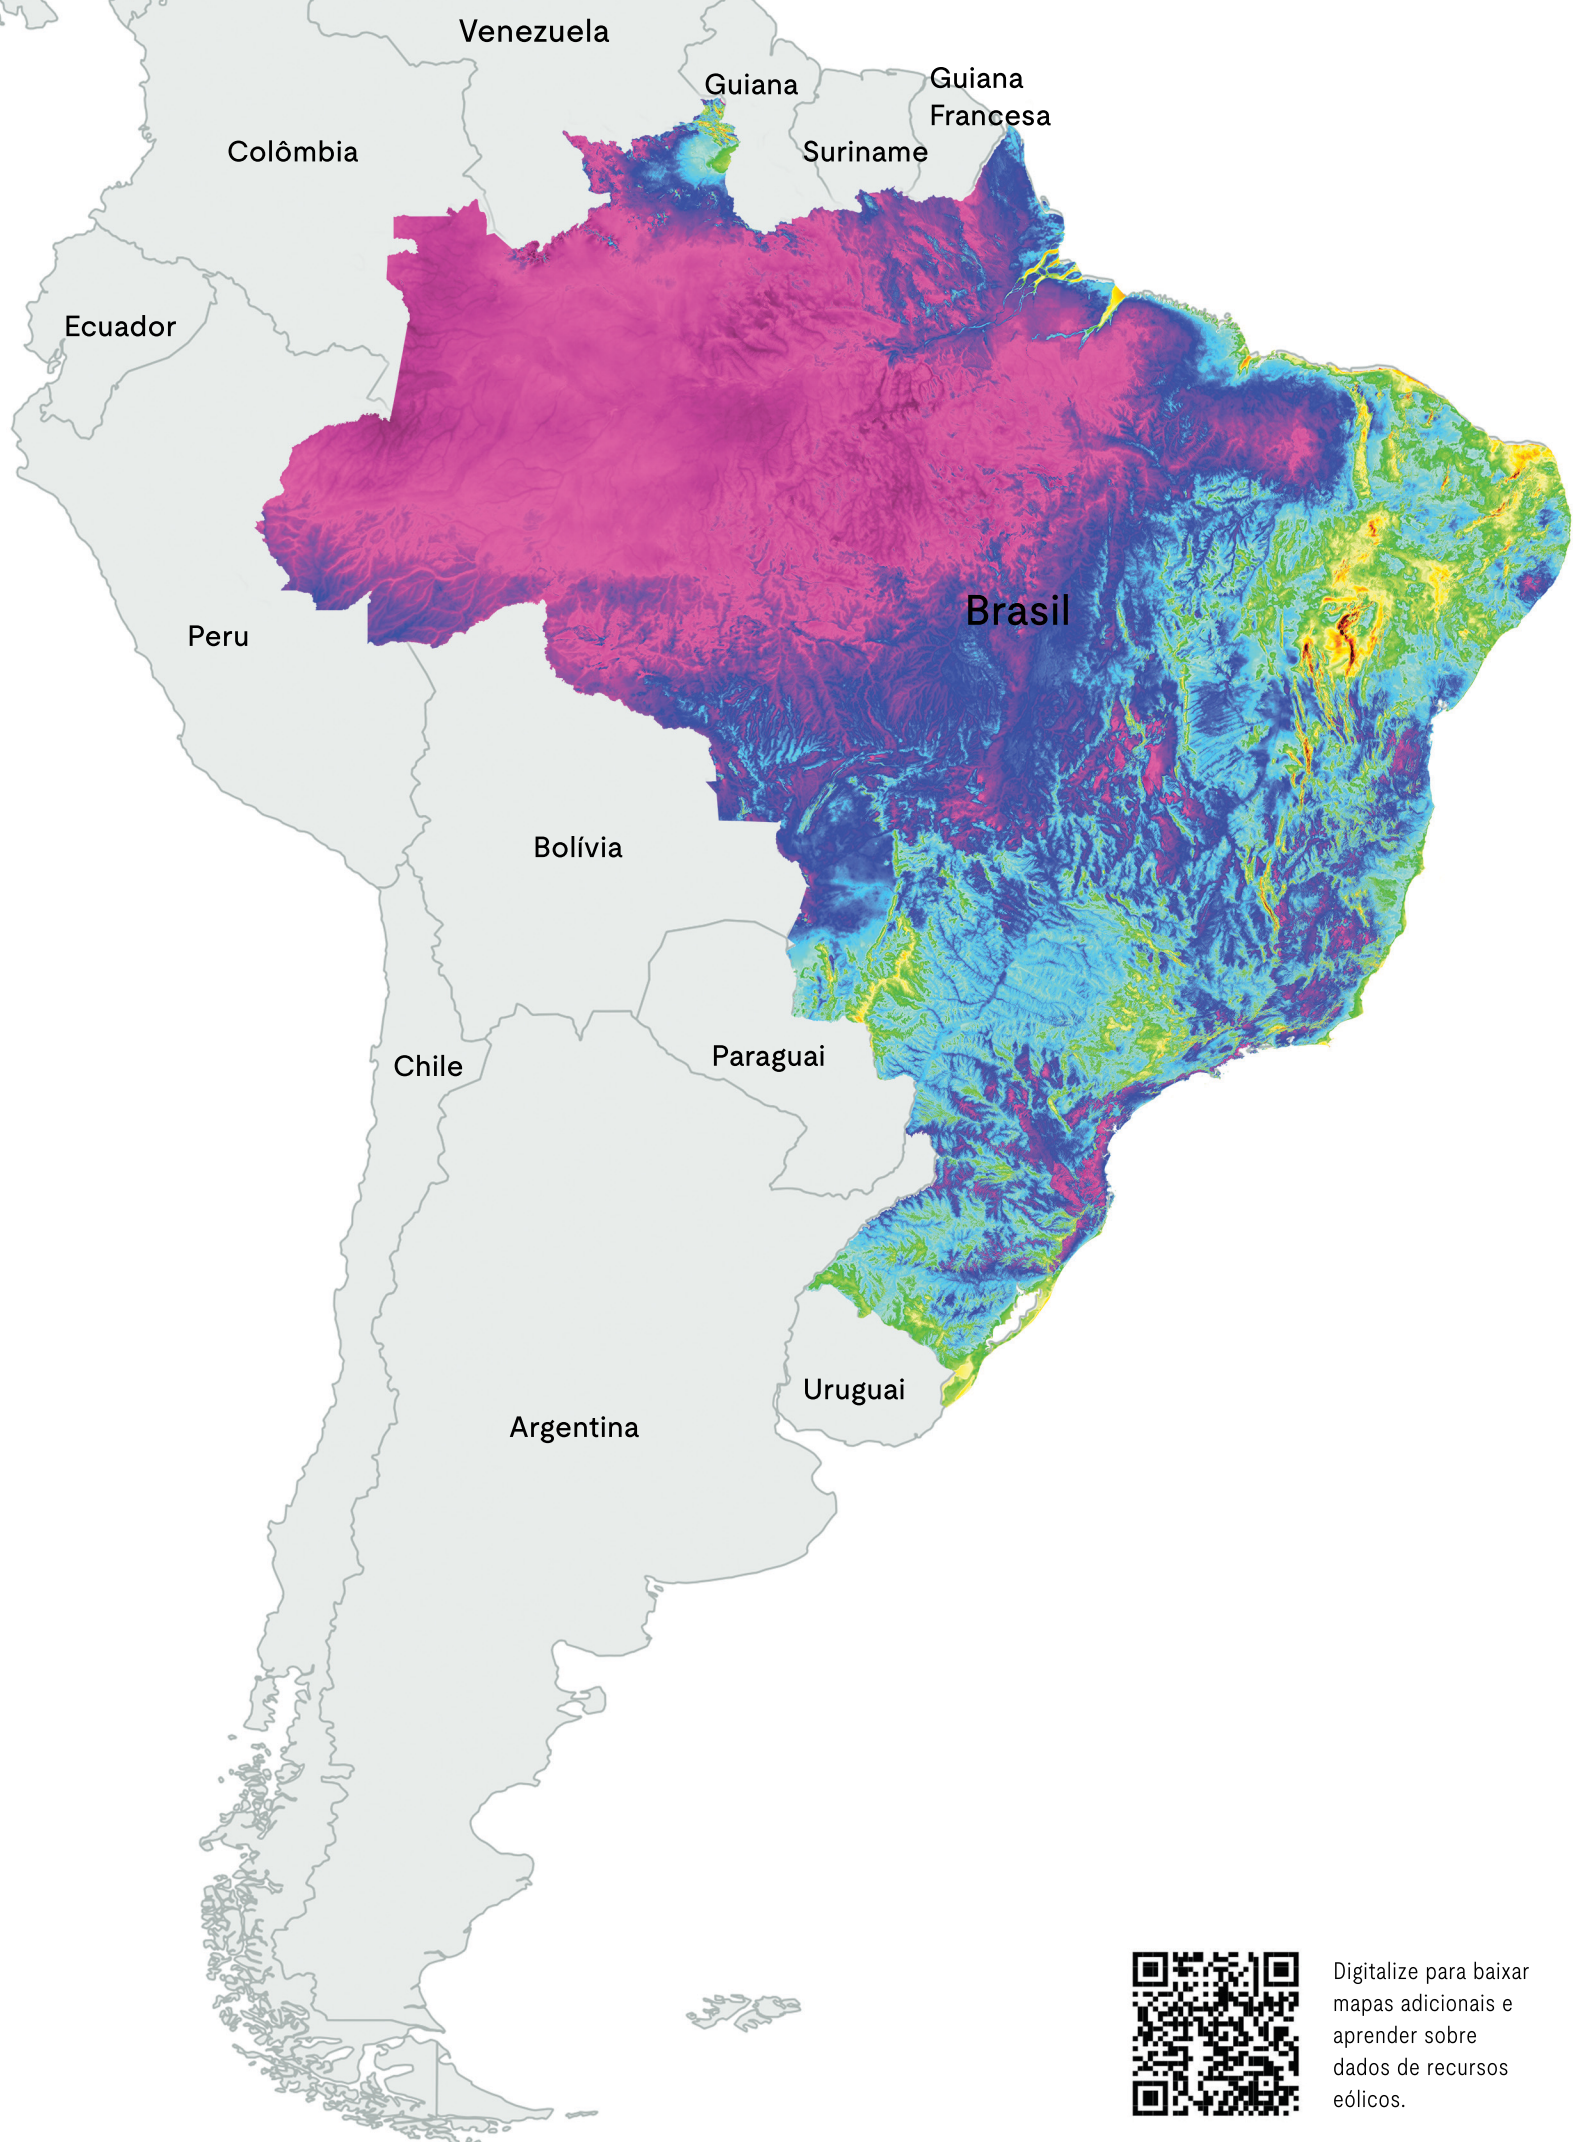 Venezuela
Guiana
Guiana
Francesa
Colômbia
Suriname
Ecuador
Brasil
Peru
Bolívia
Paraguai
Chile
Uruguai
Argentina
Digitalize para baixar
mapas adicionais e
aprender sobre
dados de recursos
eólicos.